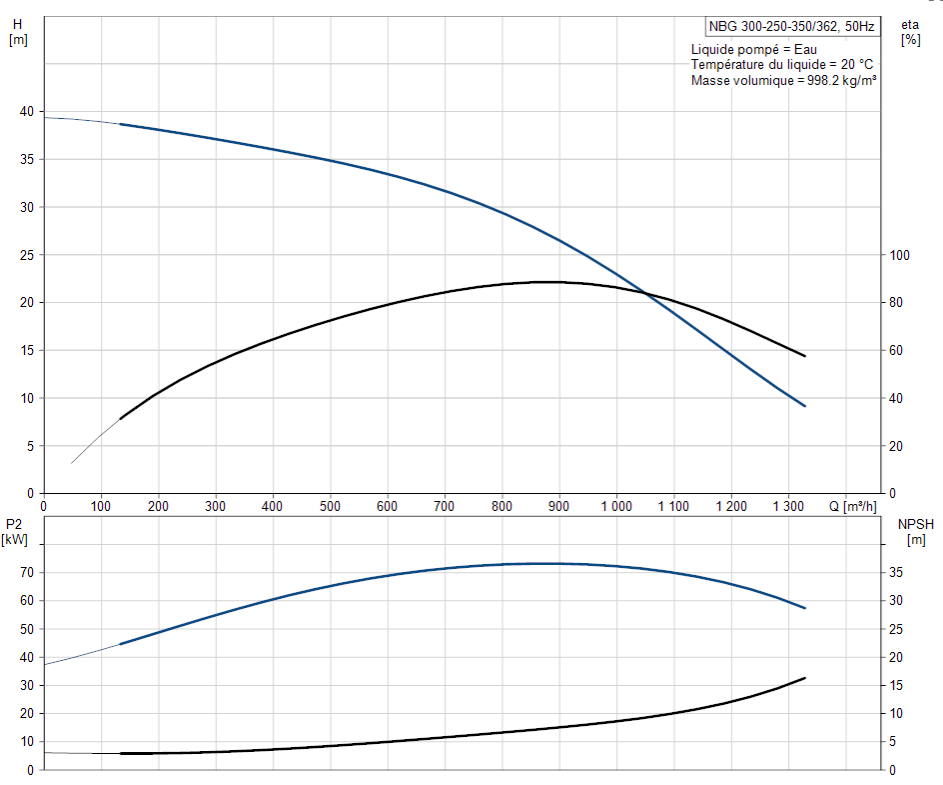 H
[m]
NBG 300-250-350/362, 50Hz
eta
[%]
Liquide pompé = Eau
Température du liquide = 20 °C
Masse volumique = 998.2 kg/m³
40
35
30
25
20
15
10
5
0
100
80
60
40
20
0
0 100 200 300 400 500 600 700 800 900 1 000 1 100 1 200 1 300 Q [m³/h]
P2
[kW]
NPSH
[m]
70
60
50
40
30
20
10
0
35
30
25
20
15
10
5
0